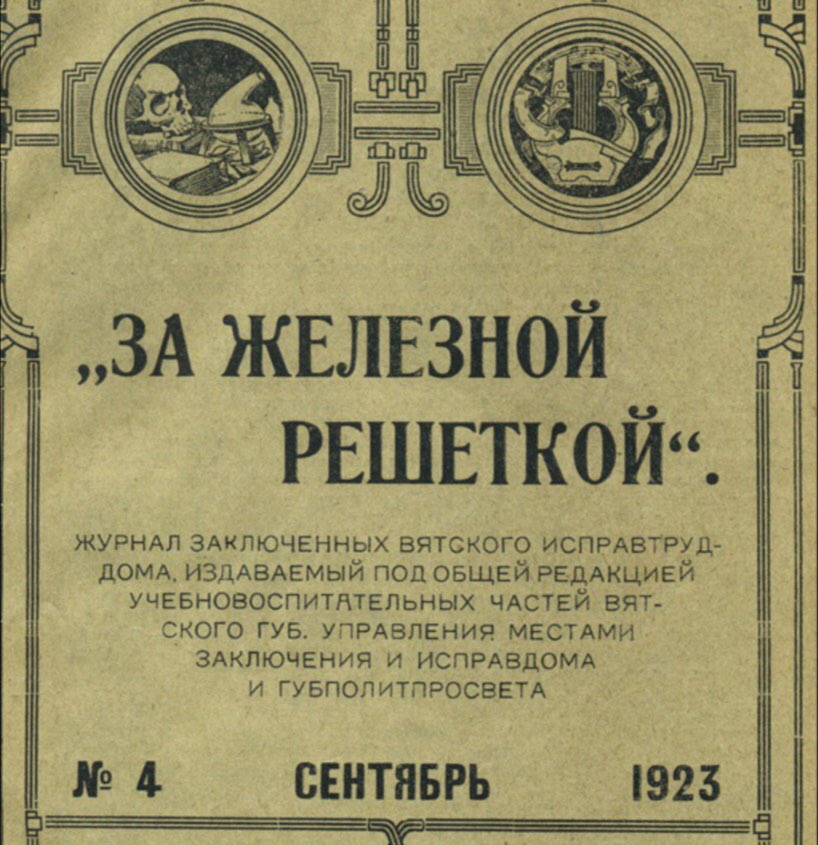 „ЗА ЖЕЛЕЗНОЙ
РЕШЕТКОЙ“.
ЖУРНАЛ ЗАКЛЮЧЕННЫХ ВЯТСКОГО ИСПРАВТРУД-
ДОМА, ИЗДАВАЕМЫЙ ПОД ОБЩЕЙ РЕДАКЦИЕЙ
УЧЕБНОВОСПИТАТЕЛЬНЫХ ЧАСТЕЙ ВЯТ-
СКОГО ГУБ. УПРАВЛЕНИЯ МЕСТАМИ
ЗАКЛЮЧЕНИЯ И ИСПРАВДОМА
И ГУБПОЛИТПРОСВЕТА
№ 4 СЕНТЯБРЬ 1923